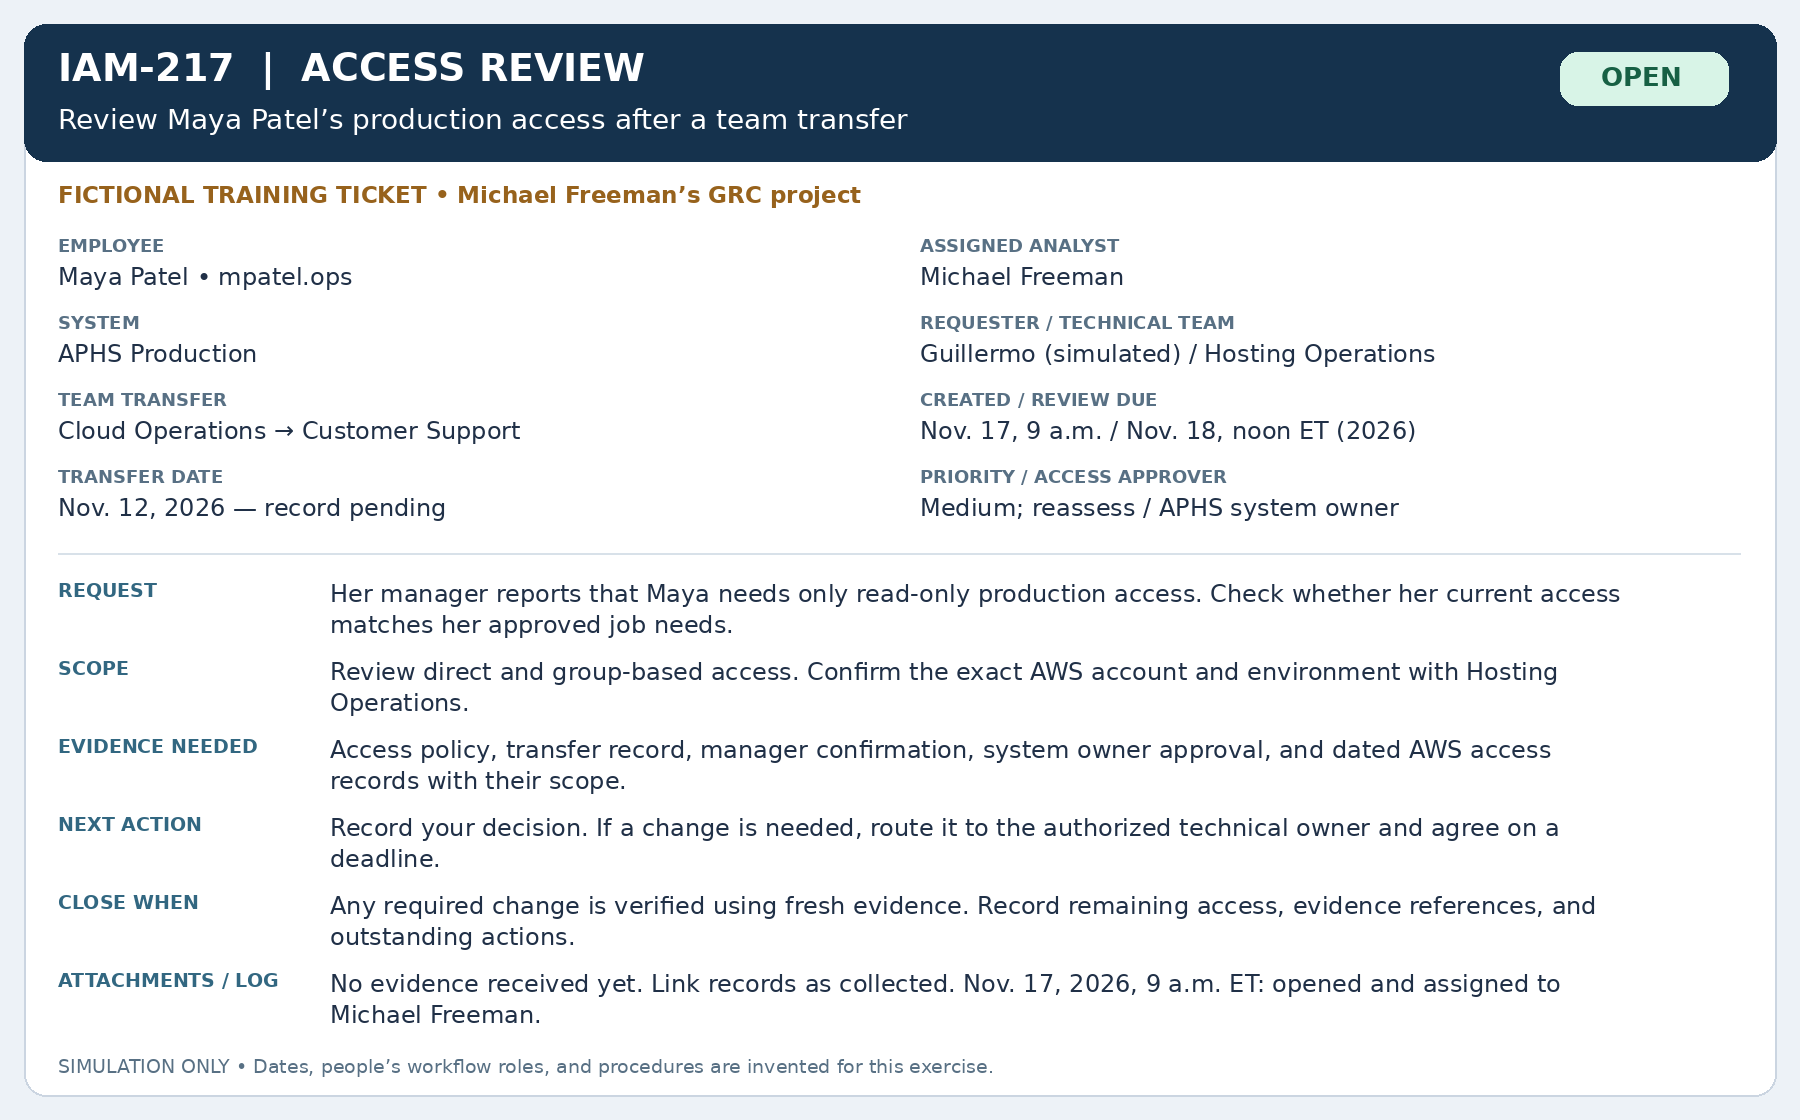 IAM-217 | ACCESS REVIEW
OPEN
Review Maya Patel’s production access after a team transfer
FICTIONAL TRAINING TICKET • Michael Freeman’s GRC project
EMPLOYEE
Maya Patel • mpatel.ops
ASSIGNED ANALYST
Michael Freeman
SYSTEM
APHS Production
REQUESTER / TECHNICAL TEAM
Guillermo (simulated) / Hosting Operations
TEAM TRANSFER
Cloud Operations → Customer Support
CREATED / REVIEW DUE
Nov. 17, 9 a.m. / Nov. 18, noon ET (2026)
TRANSFER DATE
Nov. 12, 2026 — record pending
PRIORITY / ACCESS APPROVER
Medium; reassess / APHS system owner
REQUEST
Her manager reports that Maya needs only read-only production access. Check whether her current access
matches her approved job needs.
SCOPE
Review direct and group-based access. Confirm the exact AWS account and environment with Hosting
Operations.
EVIDENCE NEEDED
Access policy, transfer record, manager confirmation, system owner approval, and dated AWS access
records with their scope.
NEXT ACTION
Record your decision. If a change is needed, route it to the authorized technical owner and agree on a
deadline.
CLOSE WHEN
Any required change is verified using fresh evidence. Record remaining access, evidence references, and
outstanding actions.
ATTACHMENTS / LOG
No evidence received yet. Link records as collected. Nov. 17, 2026, 9 a.m. ET: opened and assigned to
Michael Freeman.
SIMULATION ONLY • Dates, people’s workflow roles, and procedures are invented for this exercise.